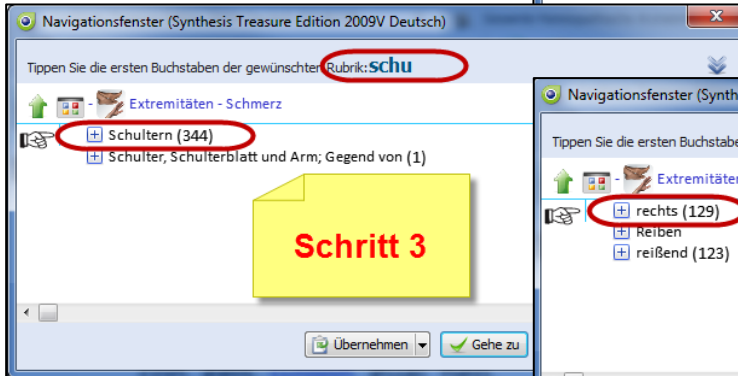 Navigationsfenster (Synthesis Treasure Edition 2009V Deutsch)
Tippen Sie die ersten Buchstaben der gewünschten Rubrik: schu
- Extremitäten - Schmerz
Schultern (344)
Schulter, Schulterblatt und Arm; Gegend von (1)
Schritt 3
Übernehmen
Gehe zu
Navigationsfenster (Synth
Tippen Sie die ersten Buchstabe
- Extremitäten
rechts (129)
Reiben
reißend (123)